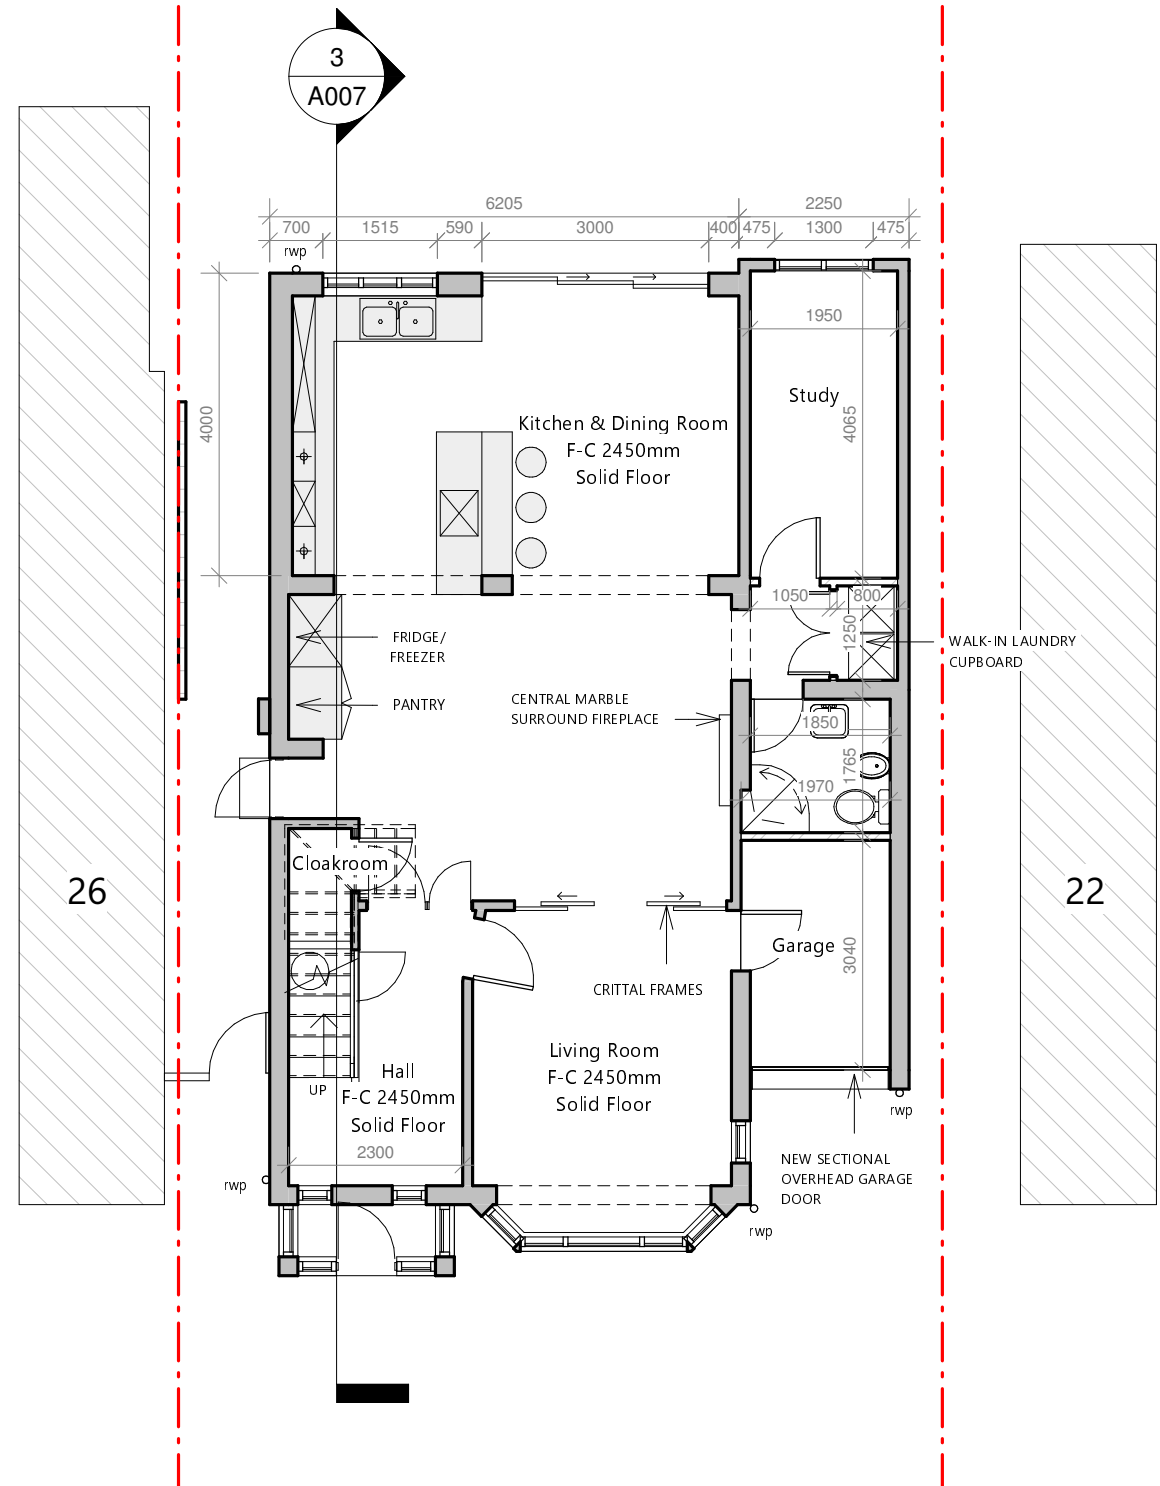 3
A007
6205
2250
700
1515
590
3000
400
475
1300
475
rwp
1950
4000
Study
4065
Kitchen & Dining Room
F-C 2450mm
Solid Floor
1050
800
1250
FRIDGE/
FREEZER
WALK-IN LAUNDRY
CUPBOARD
PANTRY
CENTRAL MARBLE
SURROUND FIREPLACE
1850
1765
1970
Cloakroom
26
22
Garage
3040
CRITTAL FRAMES
Living Room
F-C 2450mm
Solid Floor
Hall
F-C 2450mm
Solid Floor
UP
rwp
2300
NEW SECTIONAL
OVERHEAD GARAGE
DOOR
rwp
rwp